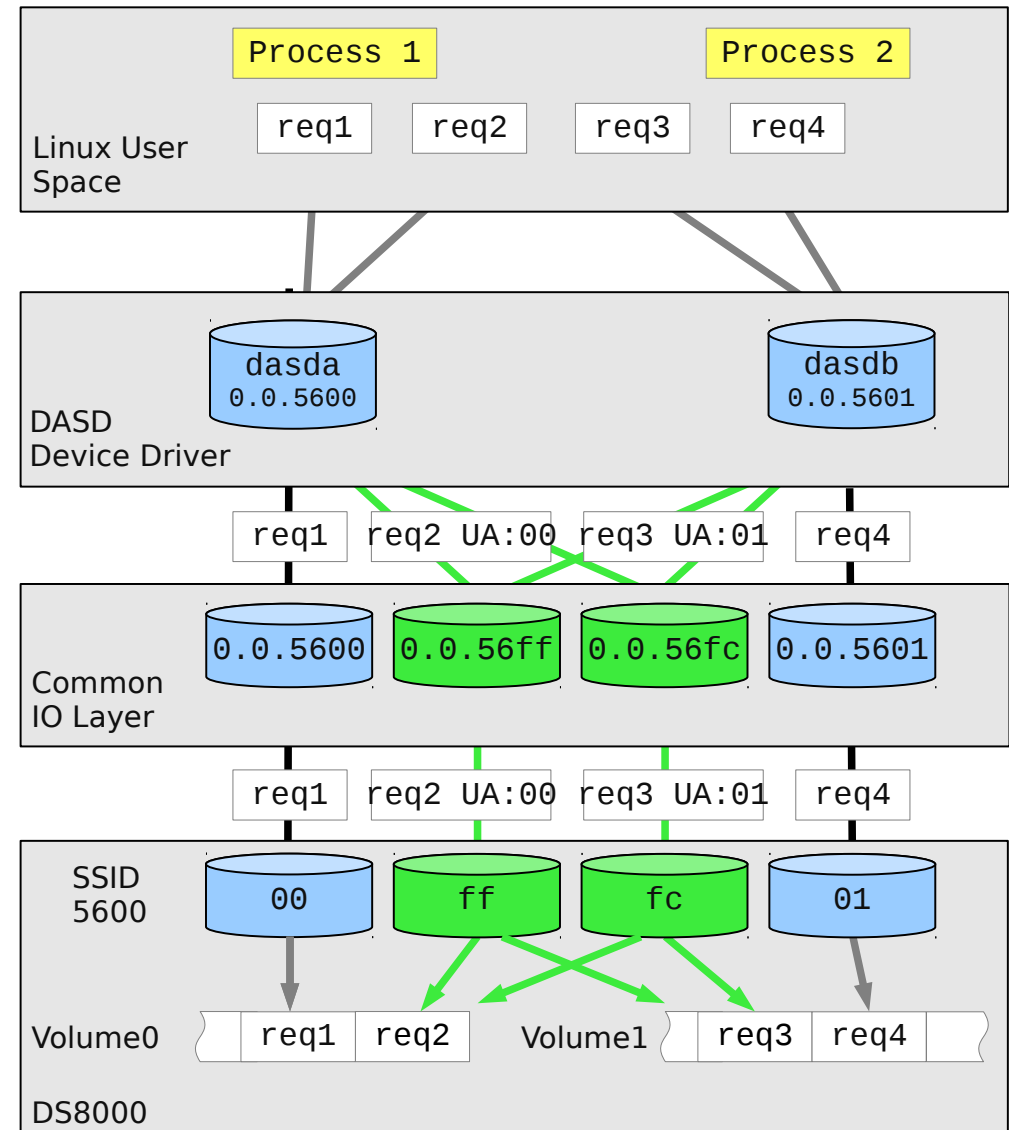 Process 1
Process 2
req1
req2
req3
req4
Linux User
Space
dasda
0.0.5600
dasdb
0.0.5601
DASD
Device Driver
req1
req2 UA:00
req3 UA:01
req4
0.0.5600
0.0.56ff
0.0.56fc
0.0.5601
Common
IO Layer
req1
req2 UA:00
req3 UA:01
req4
SSID
5600
00
ff
fc
01
Volume0
req1
req2
Volume1
req3
req4
DS8000